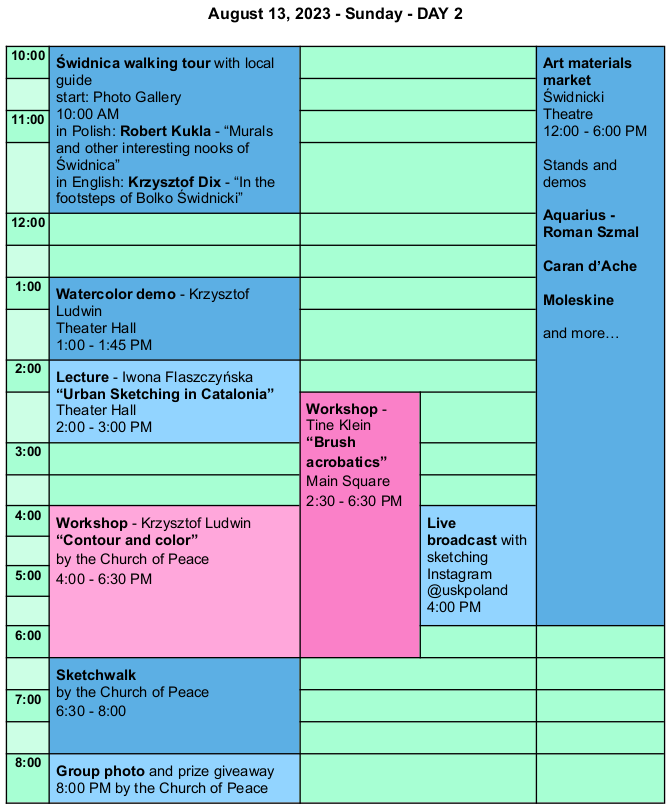 August 13, 2023 - Sunday - DAY 2
10:00
11:00
12:00
1:00
2:00
3:00
4:00
5:00
6:00
7:00
8:00
Świdnica walking tour with local
guide
start: Photo Gallery
10:00 AM
in Polish: Robert Kukla - “Murals
and other interesting nooks of
Świdnica”
in English: Krzysztof Dix - “In the
footsteps of Bolko Świdnicki”
Watercolor demo - Krzysztof
Ludwin
Theater Hall
1:00 - 1:45 PM
Lecture - Iwona Flaszczyńska
“Urban Sketching in Catalonia”
Theater Hall
2:00 - 3:00 PM
Workshop - Krzysztof Ludwin
“Contour and color”
by the Church of Peace
4:00 - 6:30 PM
Sketchwalk
by the Church of Peace
6:30 - 8:00
Group photo and prize giveaway
8:00 PM by the Church of Peace
Workshop -
Tine Klein
“Brush
acrobatics”
Main Square
2:30 - 6:30 PM
Live
broadcast with
sketching
Instagram
@uskpoland
4:00 PM
Art materials
market
Świdnicki
Theatre
12:00 - 6:00 PM
Stands and
demos
Aquarius -
Roman Szmal
Caran d’Ache
Moleskine
and more…